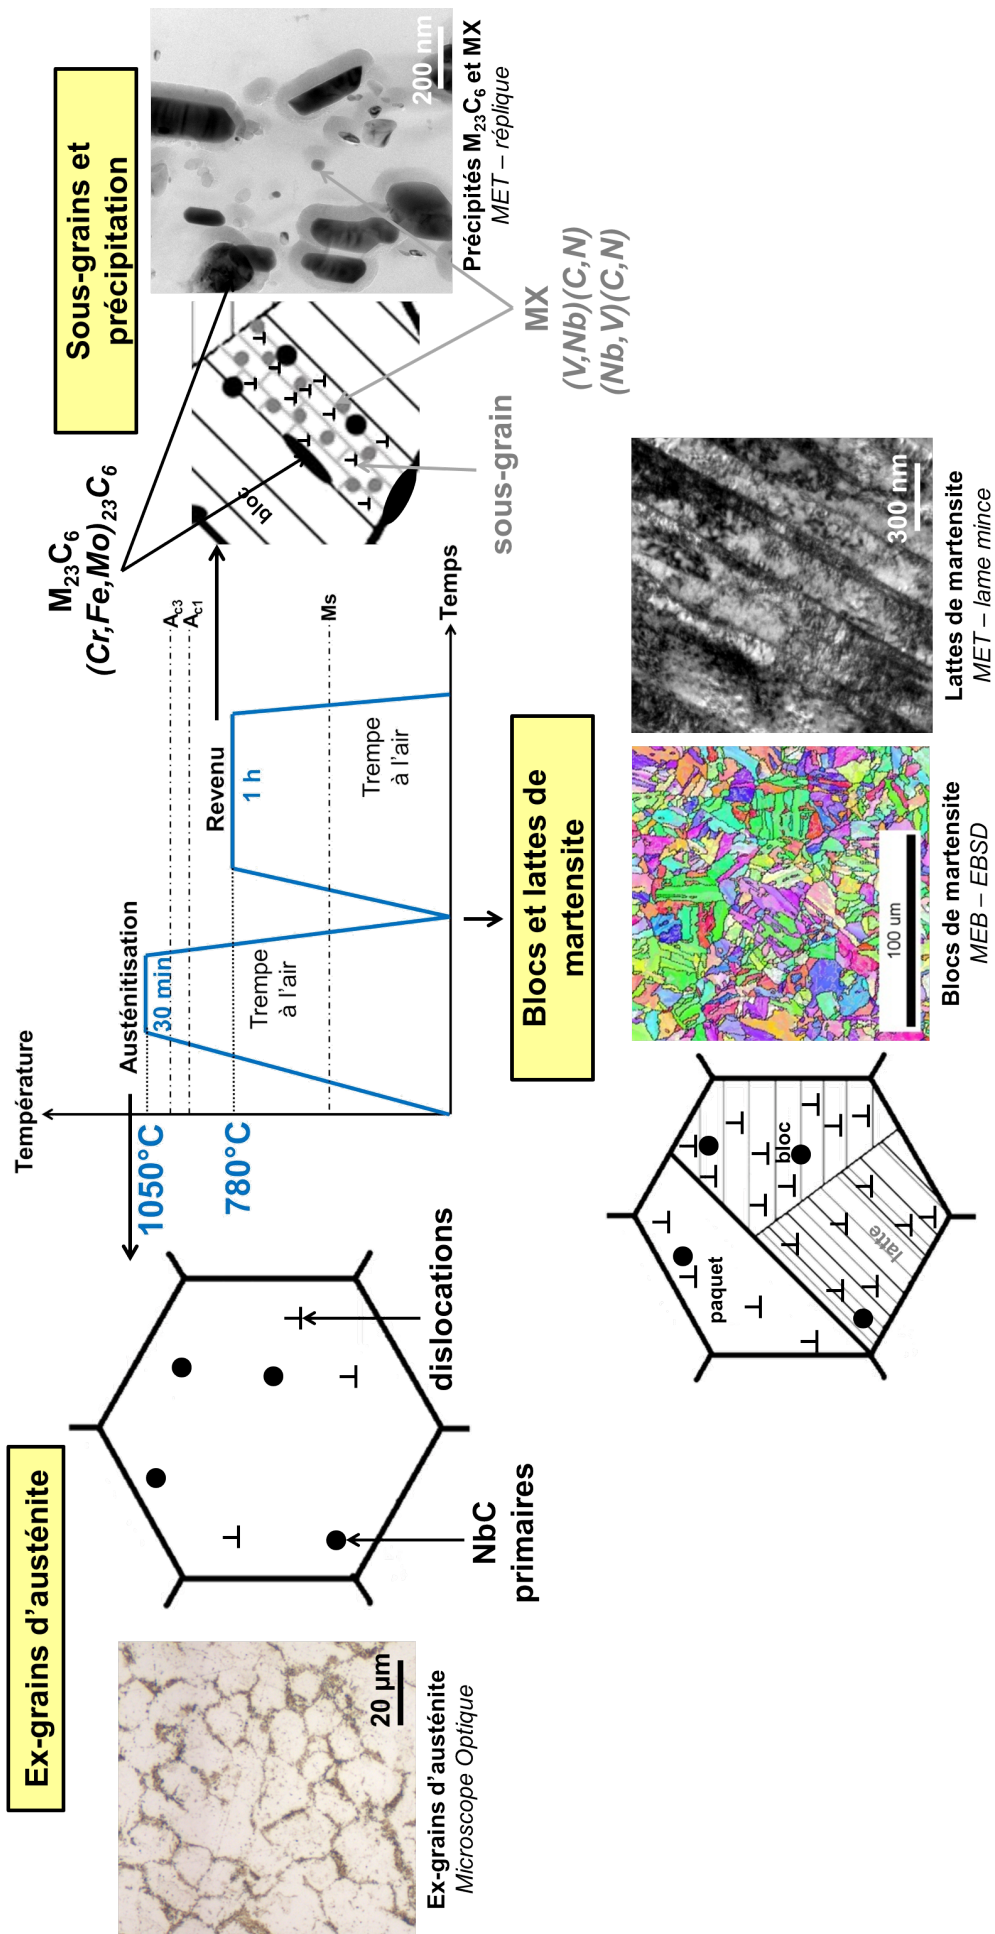 Ex-grains d'austénite
20 µm
Ex-grains d'austénite
Microscope Optique
NbC
primaires
dislocations
Température
1050°C
780°C
Austénitisation
30 min
Trempe
à l'air
Revenu
1 h
Trempe
à l'air
A_c3
A_c1
Ms
Temps
Sous-grains et
précipitation
M23C6
(Cr,Fe,Mo)23C6
bloc
sous-grain
200 nm
Précipités M23C6 et MX
MET – réplique
MX
(V,Nb)(C,N)
(Nb,V)(C,N)
Blocs et lattes de
martensite
paquet
bloc
latte
100 um
Blocs de martensite
MEB – EBSD
300 nm
Lattes de martensite
MET – lame mince